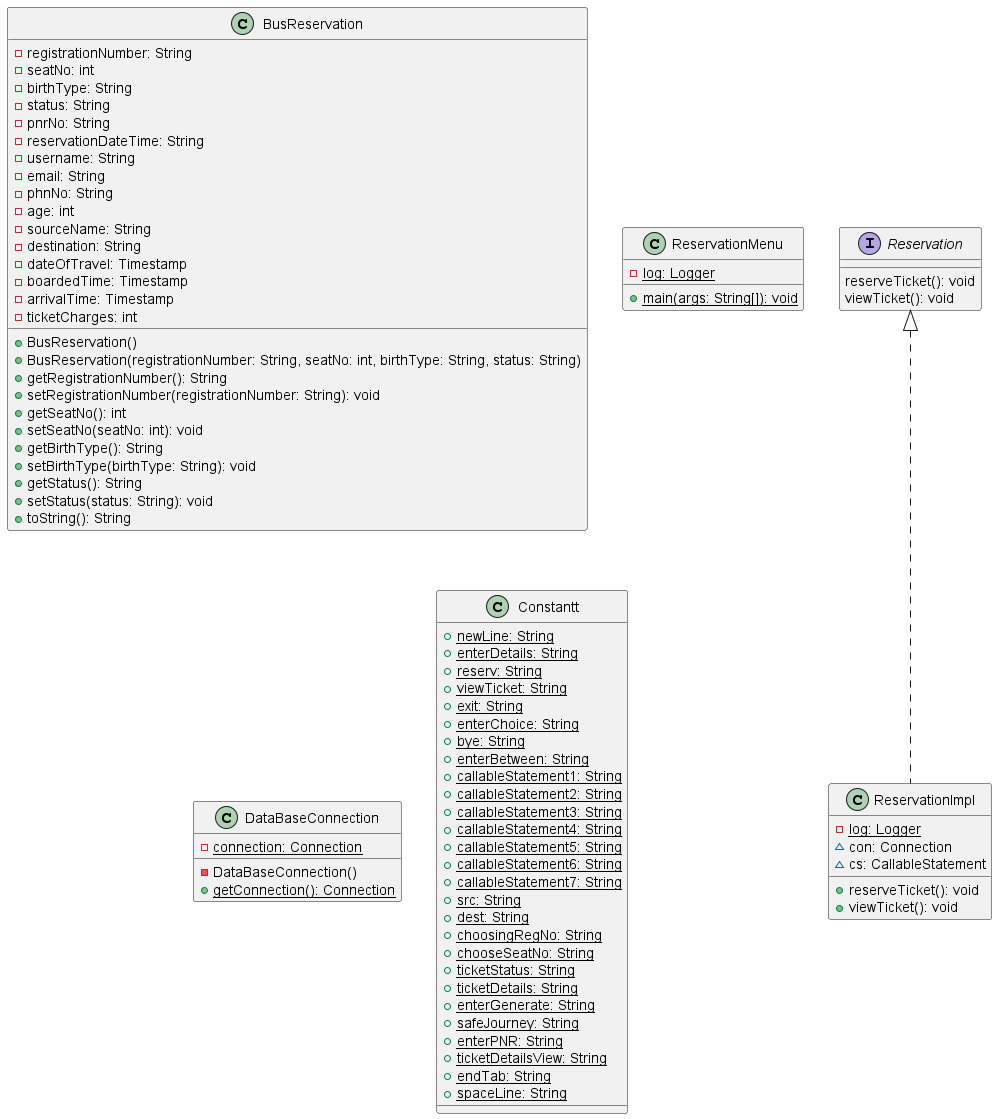 C BusReservation
registrationNumber: String
seatNo: int
birthType: String
status: String
pnrNo: String
reservationDateTime: String
username: String
email: String
phnNo: String
age: int
sourceName: String
destination: String
dateOfTravel: Timestamp
boardedTime: Timestamp
arrivalTime: Timestamp
ticketCharges: int
BusReservation()
BusReservation(registrationNumber: String, seatNo: int, birthType: String, status: String)
getRegistrationNumber(): String
setRegistrationNumber(registrationNumber: String): void
getSeatNo(): int
setSeatNo(seatNo: int): void
getBirthType(): String
setBirthType(birthType: String): void
getStatus(): String
setStatus(status: String): void
toString(): String
C ReservationMenu
log: Logger
main(args: String[]): void
I Reservation
reserveTicket(): void
viewTicket(): void
C DataBaseConnection
connection: Connection
DataBaseConnection()
getConnection(): Connection
C Constantt
newLine: String
enterDetails: String
reserv: String
viewTicket: String
exit: String
enterChoice: String
bye: String
enterBetween: String
callableStatement1: String
callableStatement2: String
callableStatement3: String
callableStatement4: String
callableStatement5: String
callableStatement6: String
callableStatement7: String
src: String
dest: String
choosingRegNo: String
chooseSeatNo: String
ticketStatus: String
ticketDetails: String
enterGenerate: String
safeJourney: String
enterPNR: String
ticketDetailsView: String
endTab: String
spaceLine: String
C ReservationImpl
log: Logger
con: Connection
cs: CallableStatement
reserveTicket(): void
viewTicket(): void